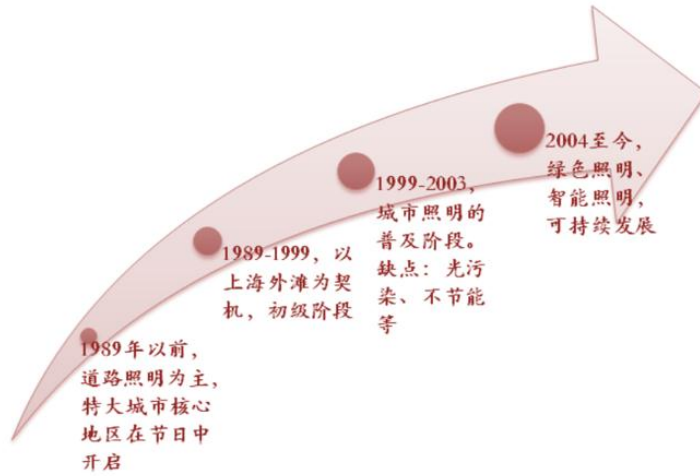 1989年以前，
道路照明为主，
特大城市核心
地区在节日中
开启
1989-1999，以
上海外滩为契
机，初级阶段
1999-2003，
城市照明的
普及阶段。
缺点：光污
染、不节能
等
2004至今，
绿色照明、
智能照明，
可持续发展